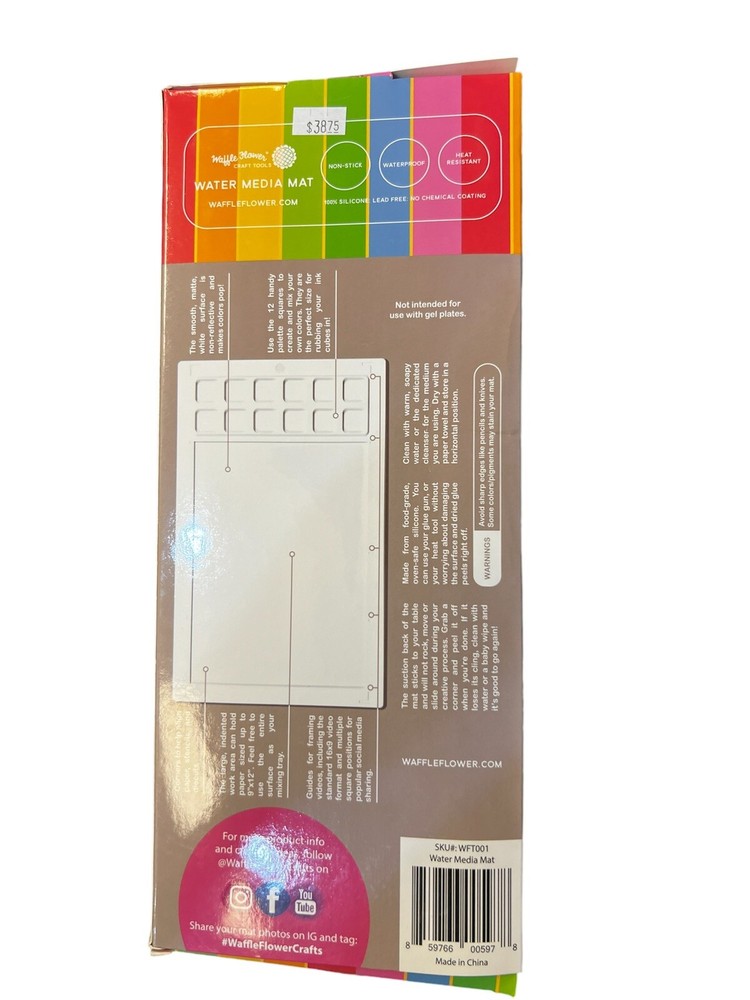 $3875
Waffle Flower®
CRAFT TOOLS
WATER MEDIA MAT
WAFFLEFLOWER.COM
NON-STICK
WATERPROOF
HEAT
RESISTANT
100% SILICONE; LEAD FREE; NO CHEMICAL COATING
The smooth, matte,
white surface is
non-reflective and
makes colors pop!
Use the 12 handy
palette squares to
create and mix your
own colors. They are
the perfect size for
rubbing your ink
cubes in!
Not intended for
use with gel plates.
Clean with warm, soapy
water or the dedicated
cleanser for the medium
you are using. Dry with a
paper towel and store in a
horizontal position.
Made from food-grade,
oven-safe silicone. You
can use your glue gun, or
your heat tool without
worrying about damaging
the surface and dried glue
peels right off.
WARNINGS
Avoid sharp edges like pencils and knives.
Some colors/pigments may stain your mat.
The suction back of the
mat sticks to your table
and will not rock, move or
slide around during your
creative process. Grab a
corner and peel it off
when you're done. If it
loses its cling, clean with
water or a baby wipe and
it's good to go again!
The large, indented
work area can hold
paper sized up to
9"x12". Feel free to
use the entire
surface as your
mixing tray.
Guides for framing
videos, including the
standard 16x9 video
format and multiple
square positions for
popular social media
sharing.
WAFFLEFLOWER.COM
For more product info
and follow
on
You
Tube
Share your mat photos on IG and tag:
#WaffleFlowerCrafts
SKU#: WFT001
Water Media Mat
8 59766 00597 8
Made in China